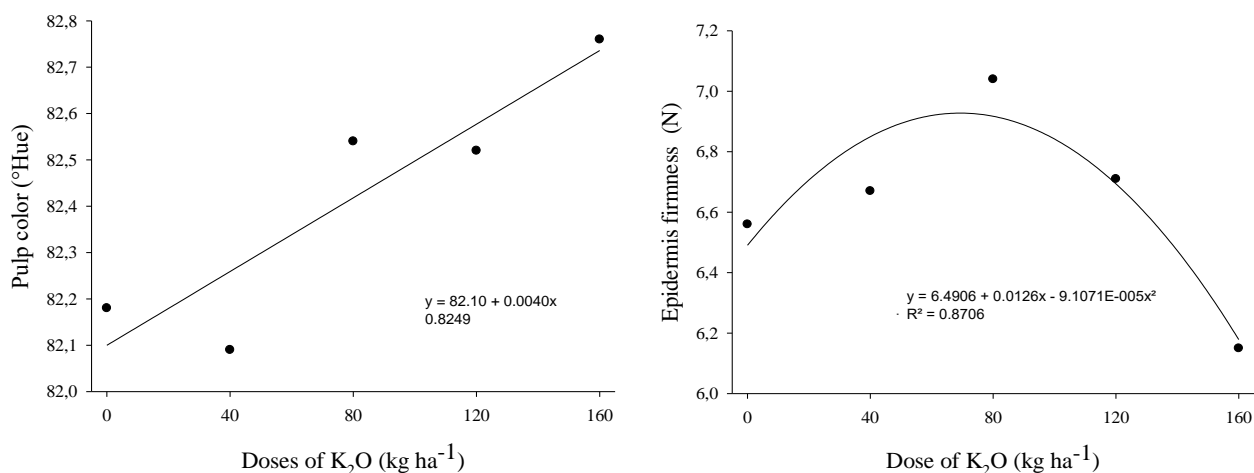 82,8
82,7
82,6
82,5
82,4
82,3
82,2
82,1
82,0
Pulp color (°Hue)
y = 82.10 + 0.0040x
0.8249
0 40 80 120 160
Doses of K₂O (kg ha⁻¹)
7,2
7,0
6,8
6,6
6,4
6,2
6,0
Epidermis firmness (N)
y = 6.4906 + 0.0126x - 9.1071E-005x²
R² = 0.8706
0 40 80 120 160
Dose of K₂O (kg ha⁻¹)